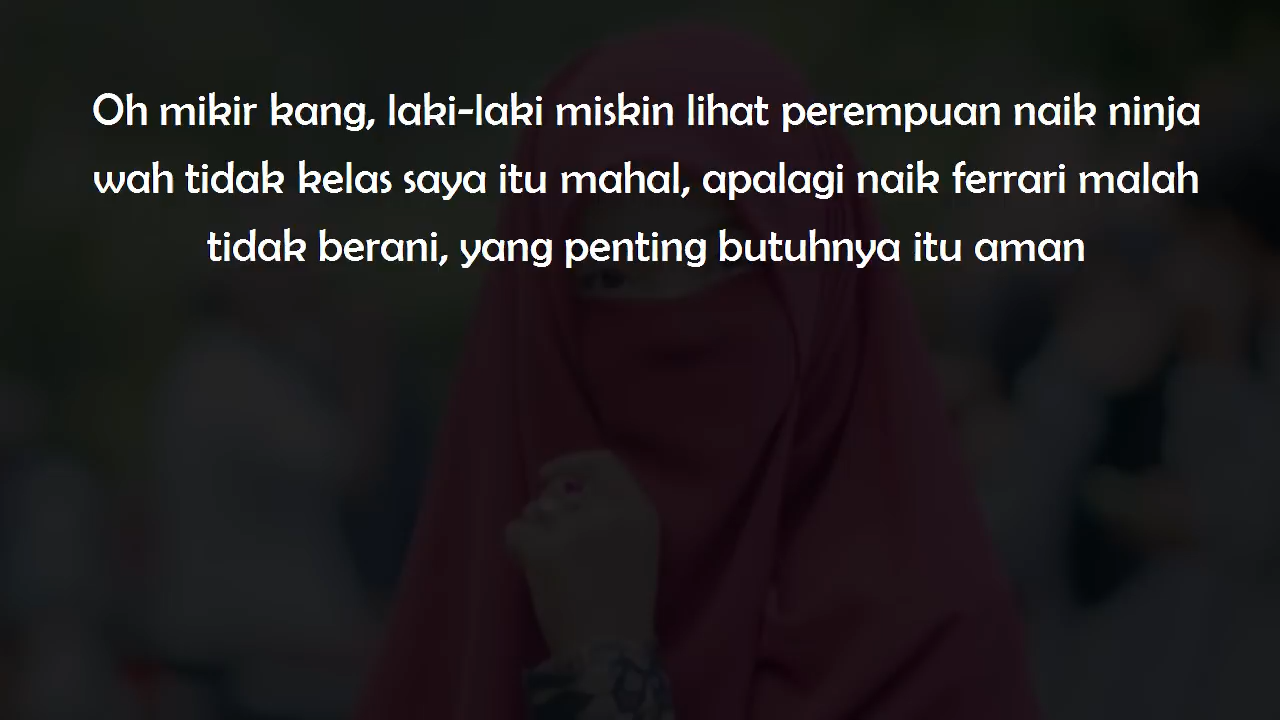 Oh mikir kang, laki-laki miskin lihat perempuan naik ninja
wah tidak kelas saya itu mahal, apalagi naik ferrari malah
tidak berani, yang penting butuhnya itu aman